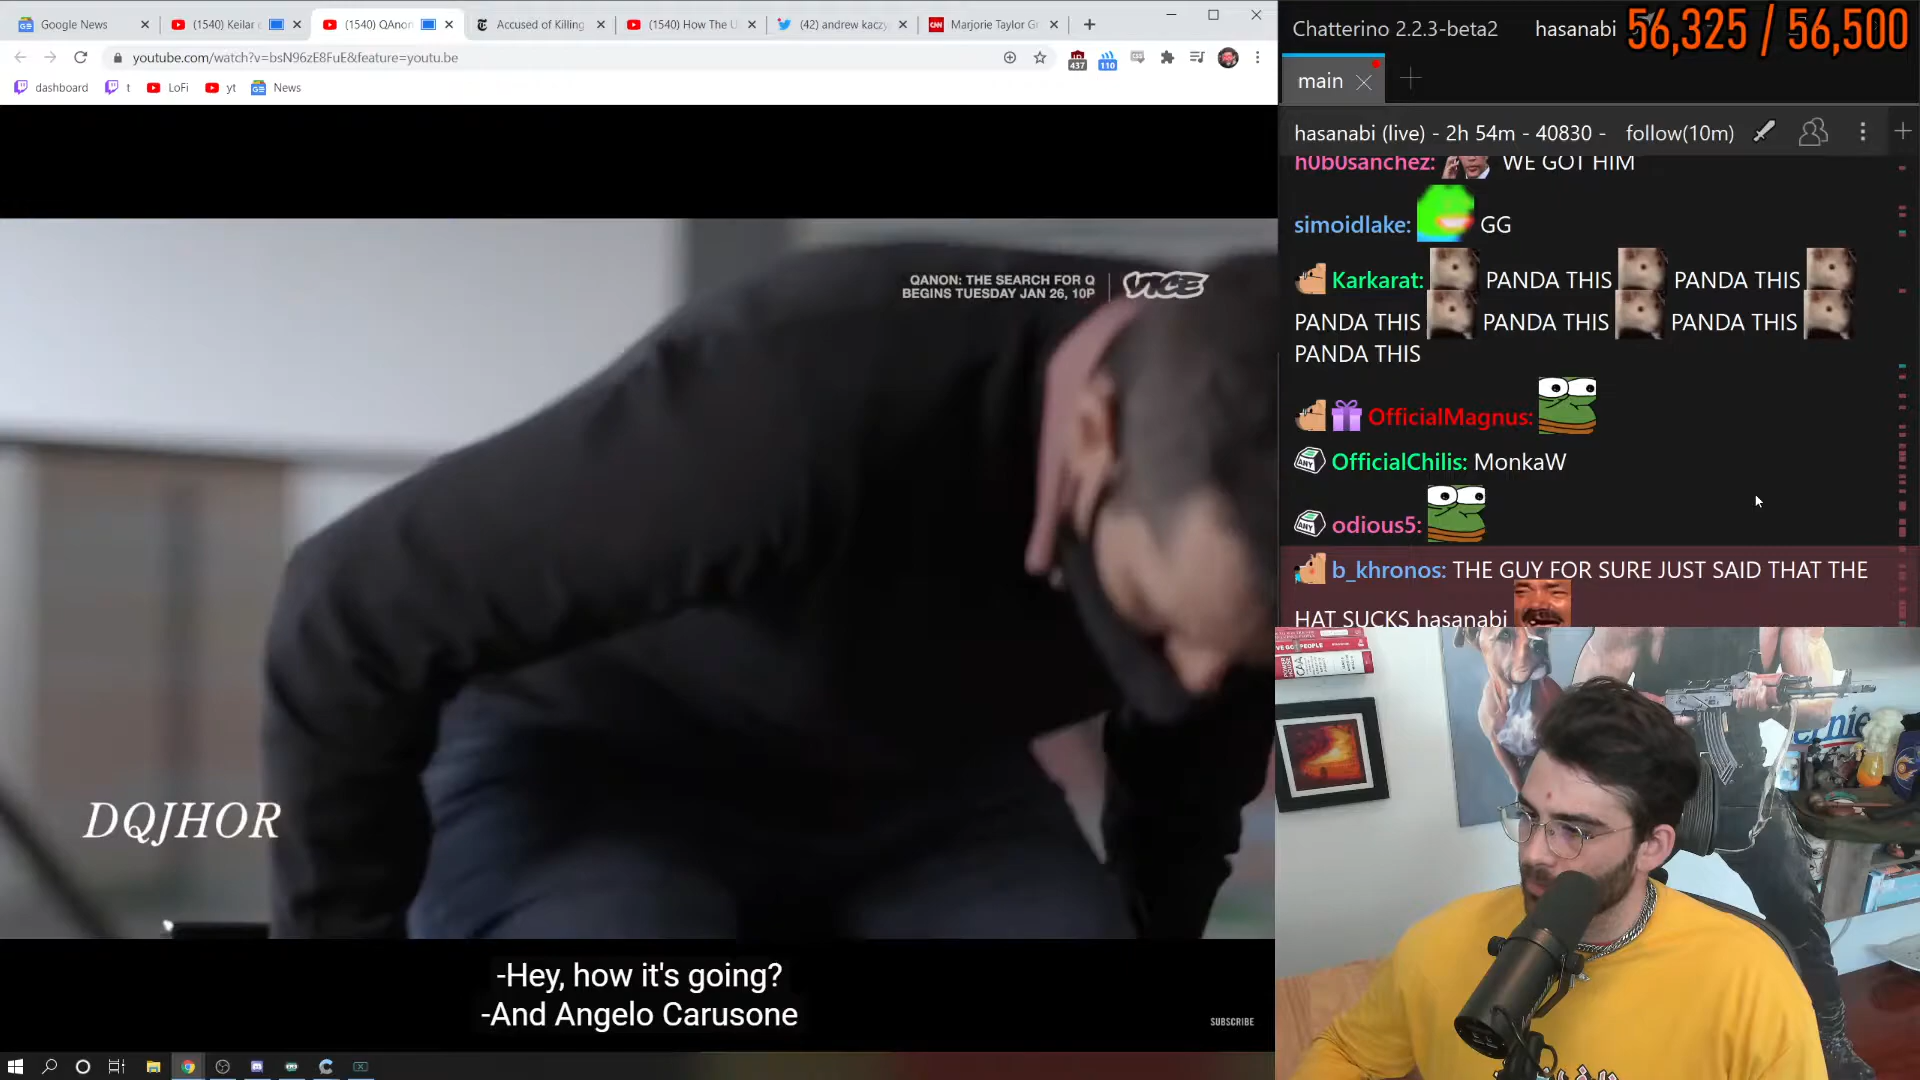 Google News
(1540) Keilar
(1540) QAnon
Accused of Killing
(1540) How The U
(42) andrew kaczy
Marjorie Taylor Gr
youtube.com/watch?v=bsN96zE8FuE&feature=youtu.be
437
110
dashboard
t
LoFi
yt
News
QANON: THE SEARCH FOR Q
BEGINS TUESDAY JAN 26, 10P
VICE
DQJHOR
-Hey, how it's going?
-And Angelo Carusone
SUBSCRIBE
Chatterino 2.2.3-beta2
hasanabi
56,325 / 56,500
main
hasanabi (live) - 2h 54m - 40830 - follow(10m)
h0b0sanchez: WE GOT HIM
simoidlake: GG
Karkarat: PANDA THIS PANDA THIS
PANDA THIS PANDA THIS PANDA THIS
PANDA THIS
OfficialMagnus:
OfficialChilis: MonkaW
odious5:
b_khronos: THE GUY FOR SURE JUST SAID THAT THE
HAT SUCKS hasanabi